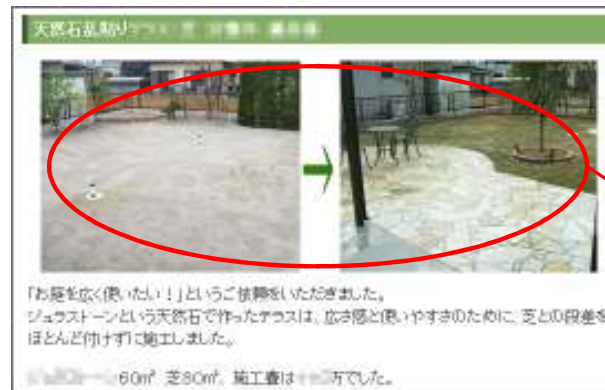 天然石乱貼り
「お庭を広く使いたい！」というご依頼をいただきました。
ジュラストーンという天然石で作ったテラスは、広さ感と使いやすさのために、芝との段差を
ほとんど付けずに施工しました。
60㎡ 芝80㎡、施工費は 万でした。